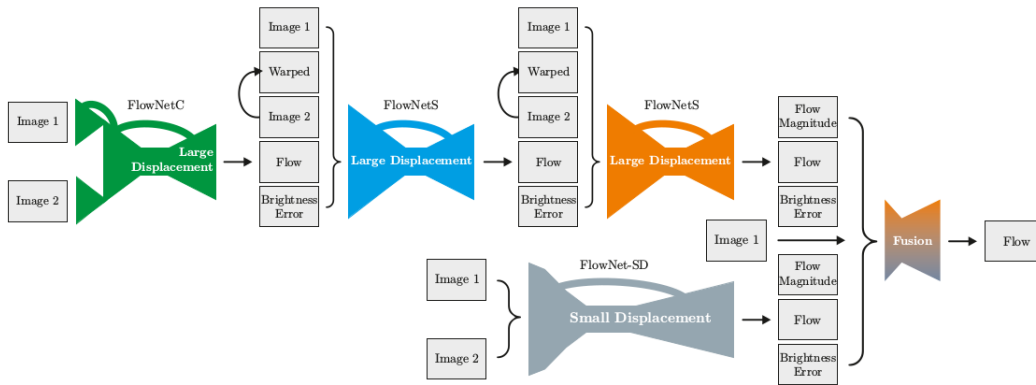 Image 1
Image 2
FlowNetC
Large
Displacement
Image 1
Warped
Image 2
Flow
Brightness
Error
FlowNetS
Large Displacement
Image 1
Warped
Image 2
Flow
Brightness
Error
FlowNetS
Large Displacement
Flow
Magnitude
Flow
Brightness
Error
Image 1
Image 1
Image 2
FlowNet-SD
Small Displacement
Flow
Magnitude
Flow
Brightness
Error
Fusion
Flow